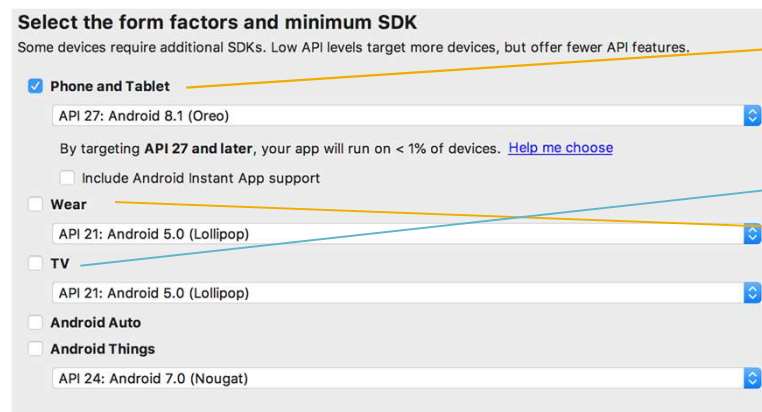 Select the form factors and minimum SDK
Some devices require additional SDKs. Low API levels target more devices, but offer fewer API features.
Phone and Tablet
API 27: Android 8.1 (Oreo)
By targeting API 27 and later, your app will run on < 1% of devices. Help me choose
Include Android Instant App support
Wear
API 21: Android 5.0 (Lollipop)
TV
API 21: Android 5.0 (Lollipop)
Android Auto
Android Things
API 24: Android 7.0 (Nougat)